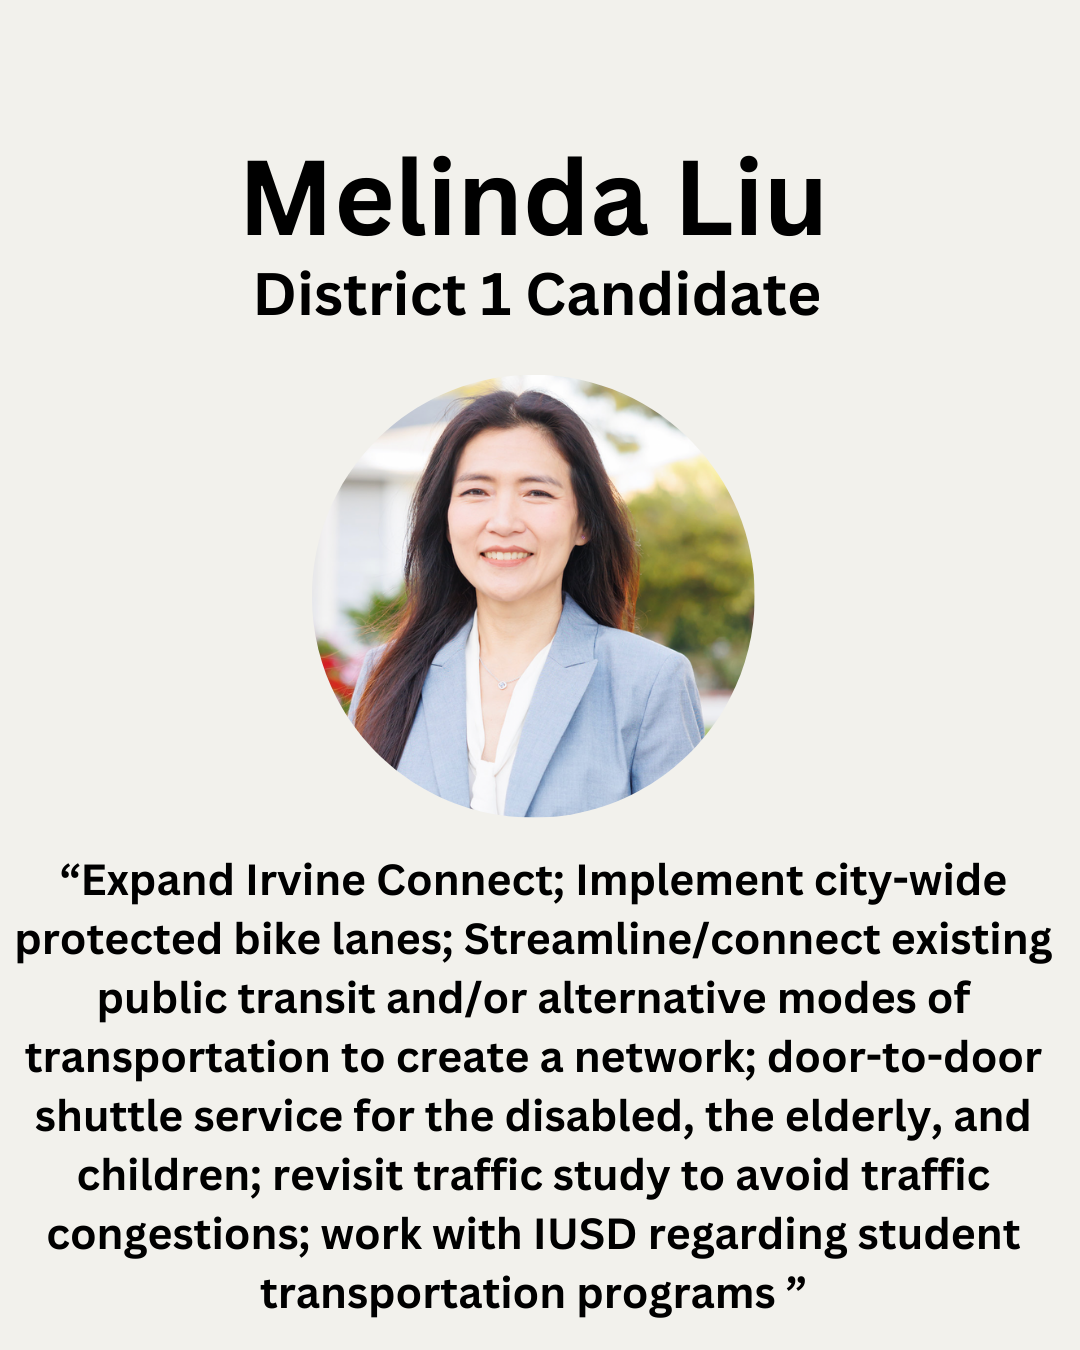 Melinda Liu
District 1 Candidate
“Expand Irvine Connect; Implement city-wide
protected bike lanes; Streamline/connect existing
public transit and/or alternative modes of
transportation to create a network; door-to-door
shuttle service for the disabled, the elderly, and
children; revisit traffic study to avoid traffic
congestions; work with IUSD regarding student
transportation programs ”